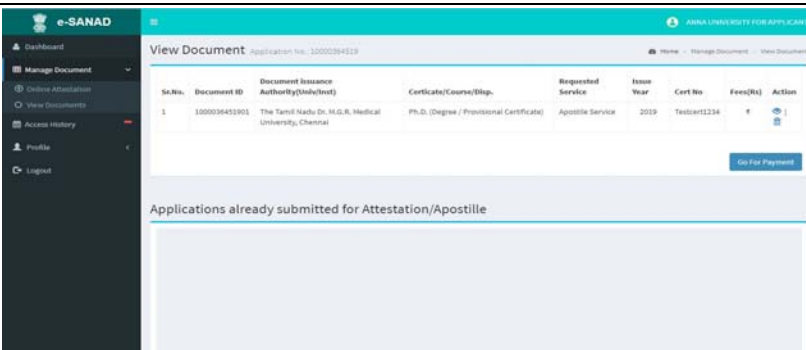 e-SANAD
ANNA UNIVERSITY FOR APPLICANT
Dashboard
Manage Document
Online Attestation
View Documents
Access History
Profile
Logout
View Document Application No.: 10000364519
Home - Manage Document - View Document
Sr.No. Document ID Document issuance Authority(Univ/Inst) Certicate/Course/Disp. Requested Service Issue Year Cert No Fees(Rs) Action
1 1000036451901 The Tamil Nadu Dr. M.G.R. Medical University, Chennai Ph.D. (Degree / Provisional Certificate) Apostile Service 2019 Testcert1234 ₹ |
Go For Payment
Applications already submitted for Attestation/Apostille